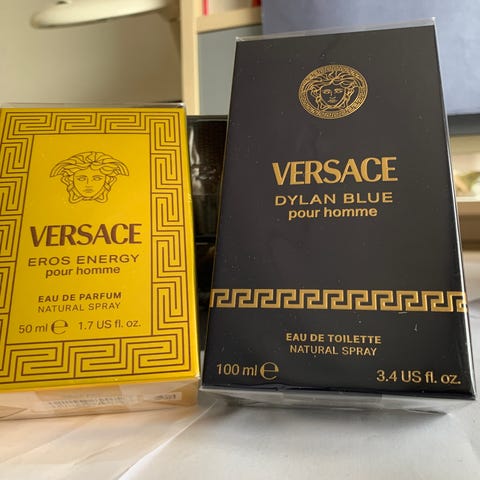 VERSACE
EROS ENERGY
pour homme
EAU DE PARFUM
NATURAL SPRAY
50 ml e 1.7 US fl. oz.
VERSACE
DYLAN BLUE
pour homme
EAU DE TOILETTE
NATURAL SPRAY
100 ml e 3.4 US fl. oz.